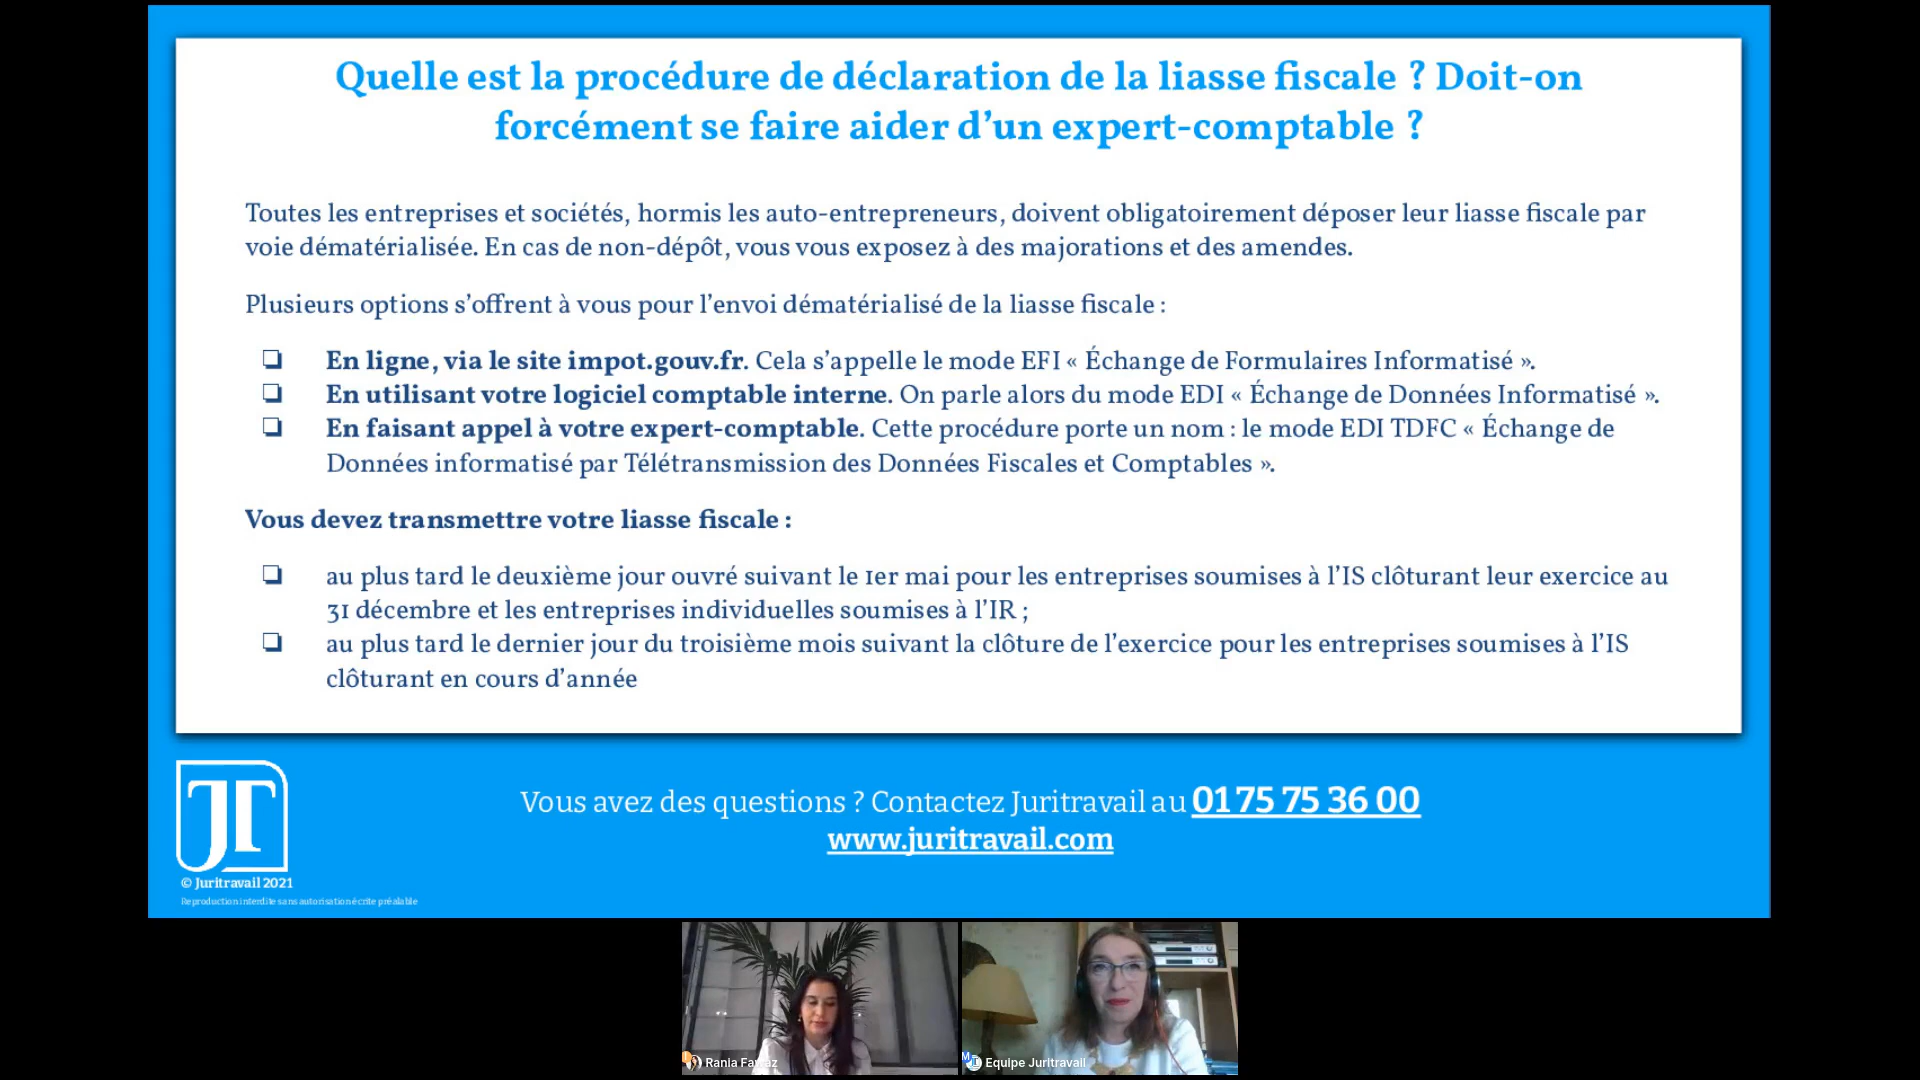 Quelle est la procédure de déclaration de la liasse fiscale ? Doit-on
forcément se faire aider d’un expert-comptable ?
Toutes les entreprises et sociétés, hormis les auto-entrepreneurs, doivent obligatoirement déposer leur liasse fiscale par
voie dématérialisée. En cas de non-dépôt, vous vous exposez à des majorations et des amendes.
Plusieurs options s’offrent à vous pour l’envoi dématérialisé de la liasse fiscale :
❏ En ligne, via le site impot.gouv.fr. Cela s’appelle le mode EFI « Échange de Formulaires Informatisé ».
❏ En utilisant votre logiciel comptable interne. On parle alors du mode EDI « Échange de Données Informatisé ».
❏ En faisant appel à votre expert-comptable. Cette procédure porte un nom : le mode EDI TDFC « Échange de
Données informatisé par Télétransmission des Données Fiscales et Comptables ».
Vous devez transmettre votre liasse fiscale :
❏ au plus tard le deuxième jour ouvré suivant le 1er mai pour les entreprises soumises à l’IS clôturant leur exercice au
31 décembre et les entreprises individuelles soumises à l’IR ;
❏ au plus tard le dernier jour du troisième mois suivant la clôture de l’exercice pour les entreprises soumises à l’IS
clôturant en cours d’année
JT
Vous avez des questions ? Contactez Juritravail au 01 75 75 36 00
www.juritravail.com
© Juritravail 2021
Reproduction interdite sans autorisation écrite préalable
Rania
Equipe Juritravail